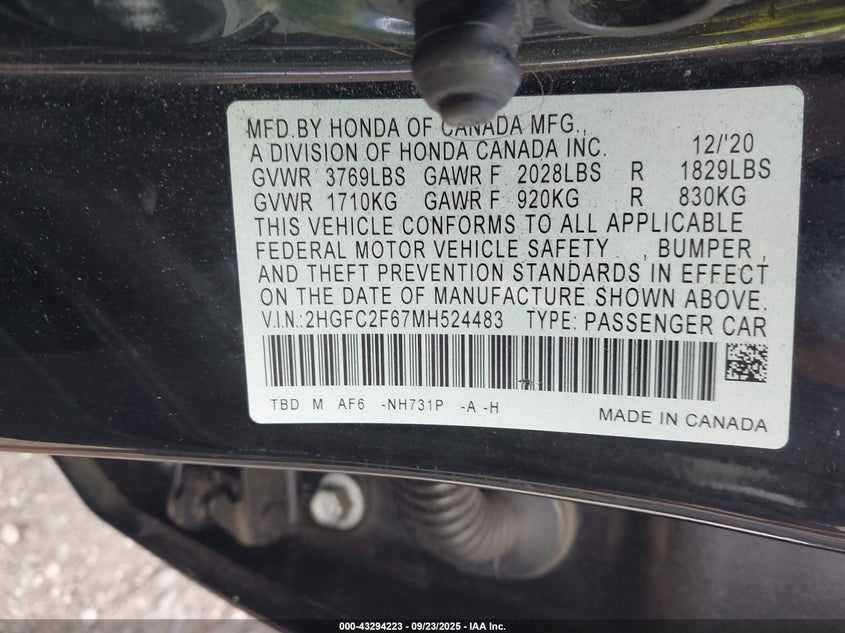 MFD.BY HONDA OF CANADA MFG.,
A DIVISION OF HONDA CANADA INC. 12/'20
GVWR 3769LBS GAWR F 2028LBS R 1829LBS
GVWR 1710KG GAWR F 920KG R 830KG
THIS VEHICLE CONFORMS TO ALL APPLICABLE
FEDERAL MOTOR VEHICLE SAFETY , BUMPER ,
AND THEFT PREVENTION STANDARDS IN EFFECT
ON THE DATE OF MANUFACTURE SHOWN ABOVE.
V.I.N.:2HGFC2F67MH524483 TYPE: PASSENGER CAR
TBD M AF6 -NH731P -A -H MADE IN CANADA
000-43294223 - 09/23/2025 - IAA Inc.